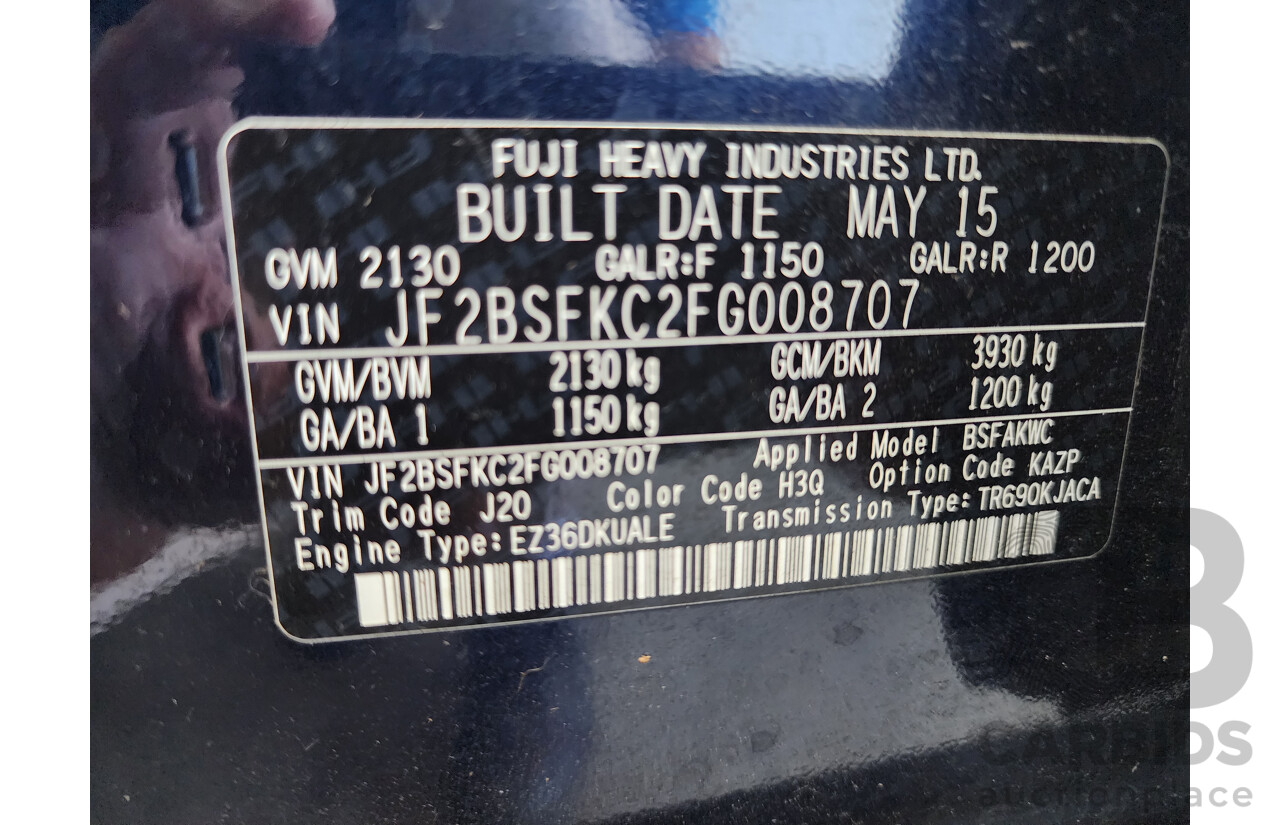 FUJI HEAVY INDUSTRIES LTD.
BUILT DATE MAY 15
GVM 2130 GALR:F 1150 GALR:R 1200
VIN JF2BSFKC2FG008707
GVM/BVM 2130 kg GCM/BKM 3930 kg
GA/BA 1 1150 kg GA/BA 2 1200 kg
VIN JF2BSFKC2FG008707 Applied Model BSFAKWC
Trim Code J20 Color Code H3Q Option Code KAZP
Engine Type: EZ36DKUALE Transmission Type: TR690KJACA
B
CARBIDS
auctionplace